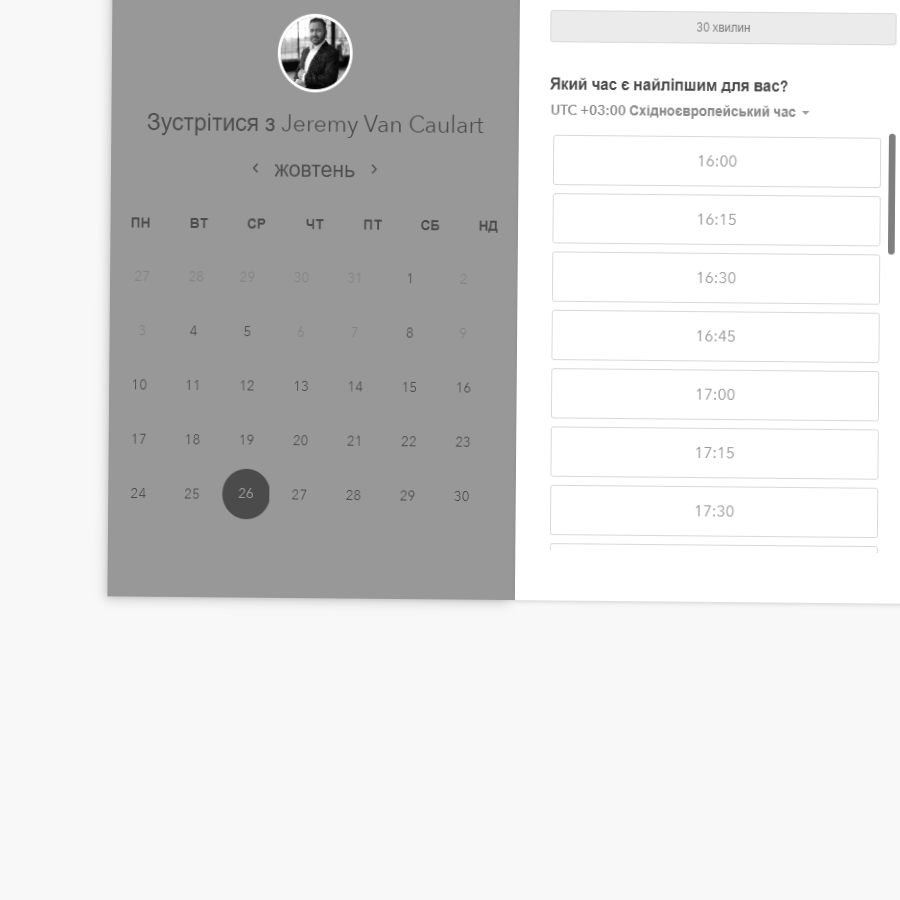 Зустрітися з Jeremy Van Caulart
жовтень
ПН ВТ СР ЧТ ПТ СБ НД
27 28 29 30 31 1 2
3 4 5 6 7 8 9
10 11 12 13 14 15 16
17 18 19 20 21 22 23
24 25 26 27 28 29 30
30 хвилин
Який час є найліпшим для вас?
UTC +03:00 Східноєвропейський час
16:00
16:15
16:30
16:45
17:00
17:15
17:30